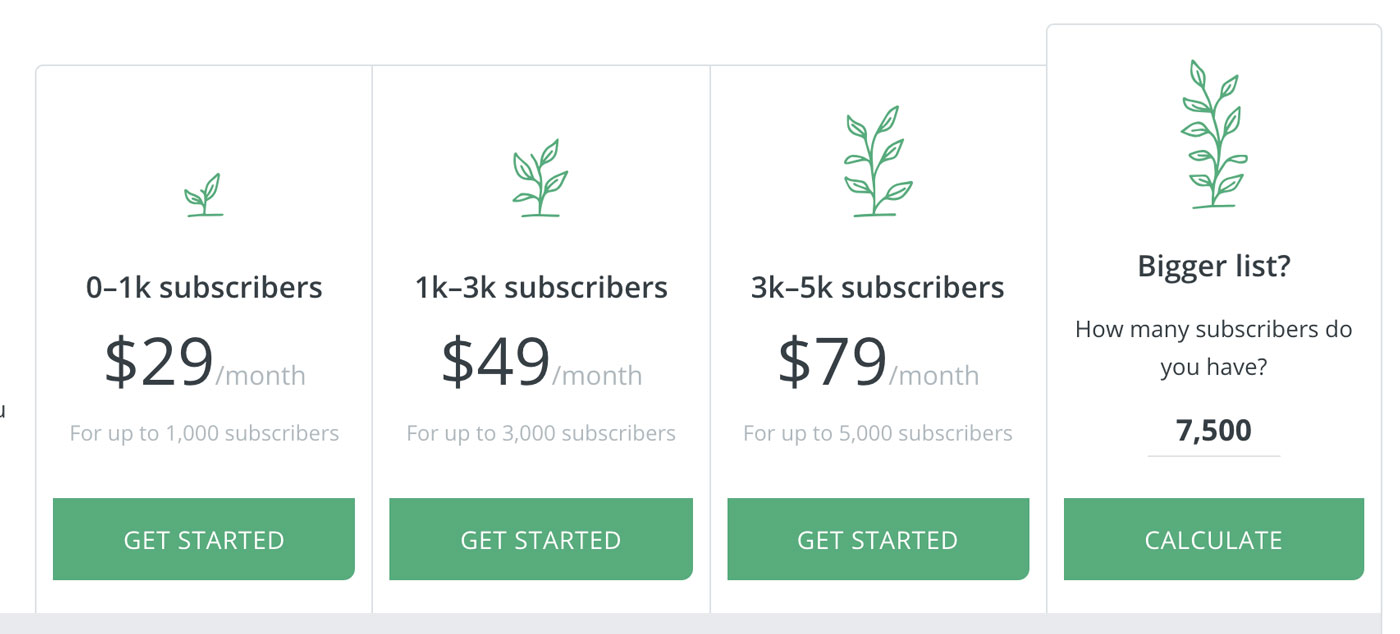 0–1k subscribers
$29/month
For up to 1,000 subscribers
GET STARTED
1k–3k subscribers
$49/month
For up to 3,000 subscribers
GET STARTED
3k–5k subscribers
$79/month
For up to 5,000 subscribers
GET STARTED
Bigger list?
How many subscribers do
you have?
7,500
CALCULATE